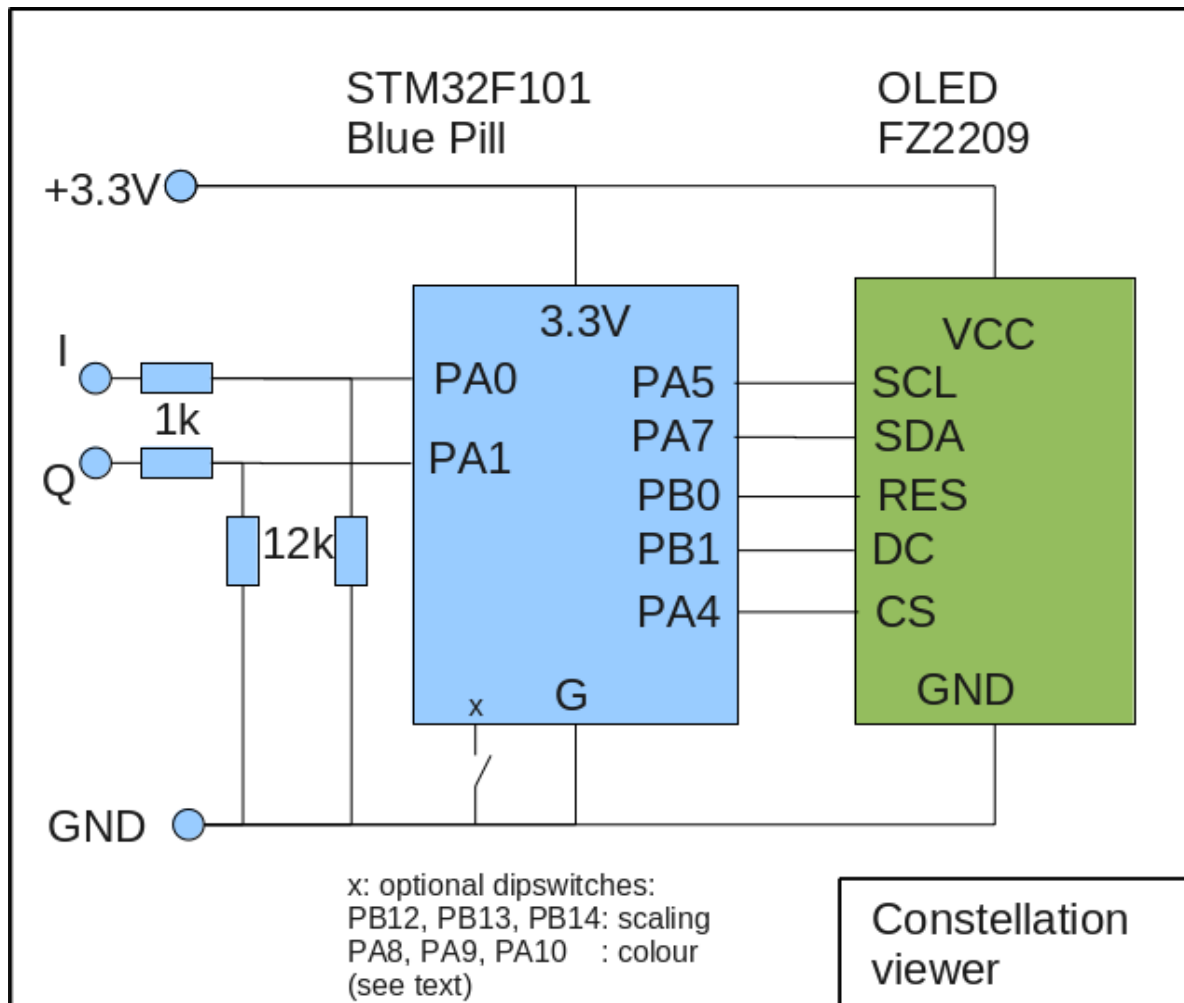 STM32F101
Blue Pill
OLED
FZ2209
+3.3V
I
1k
Q
12k
GND
3.3V
PA0
PA1
PA5
PA7
PB0
PB1
PA4
x
G
VCC
SCL
SDA
RES
DC
CS
GND
x: optional dipswitches:
PB12, PB13, PB14: scaling
PA8, PA9, PA10 : colour
(see text)
Constellation
viewer